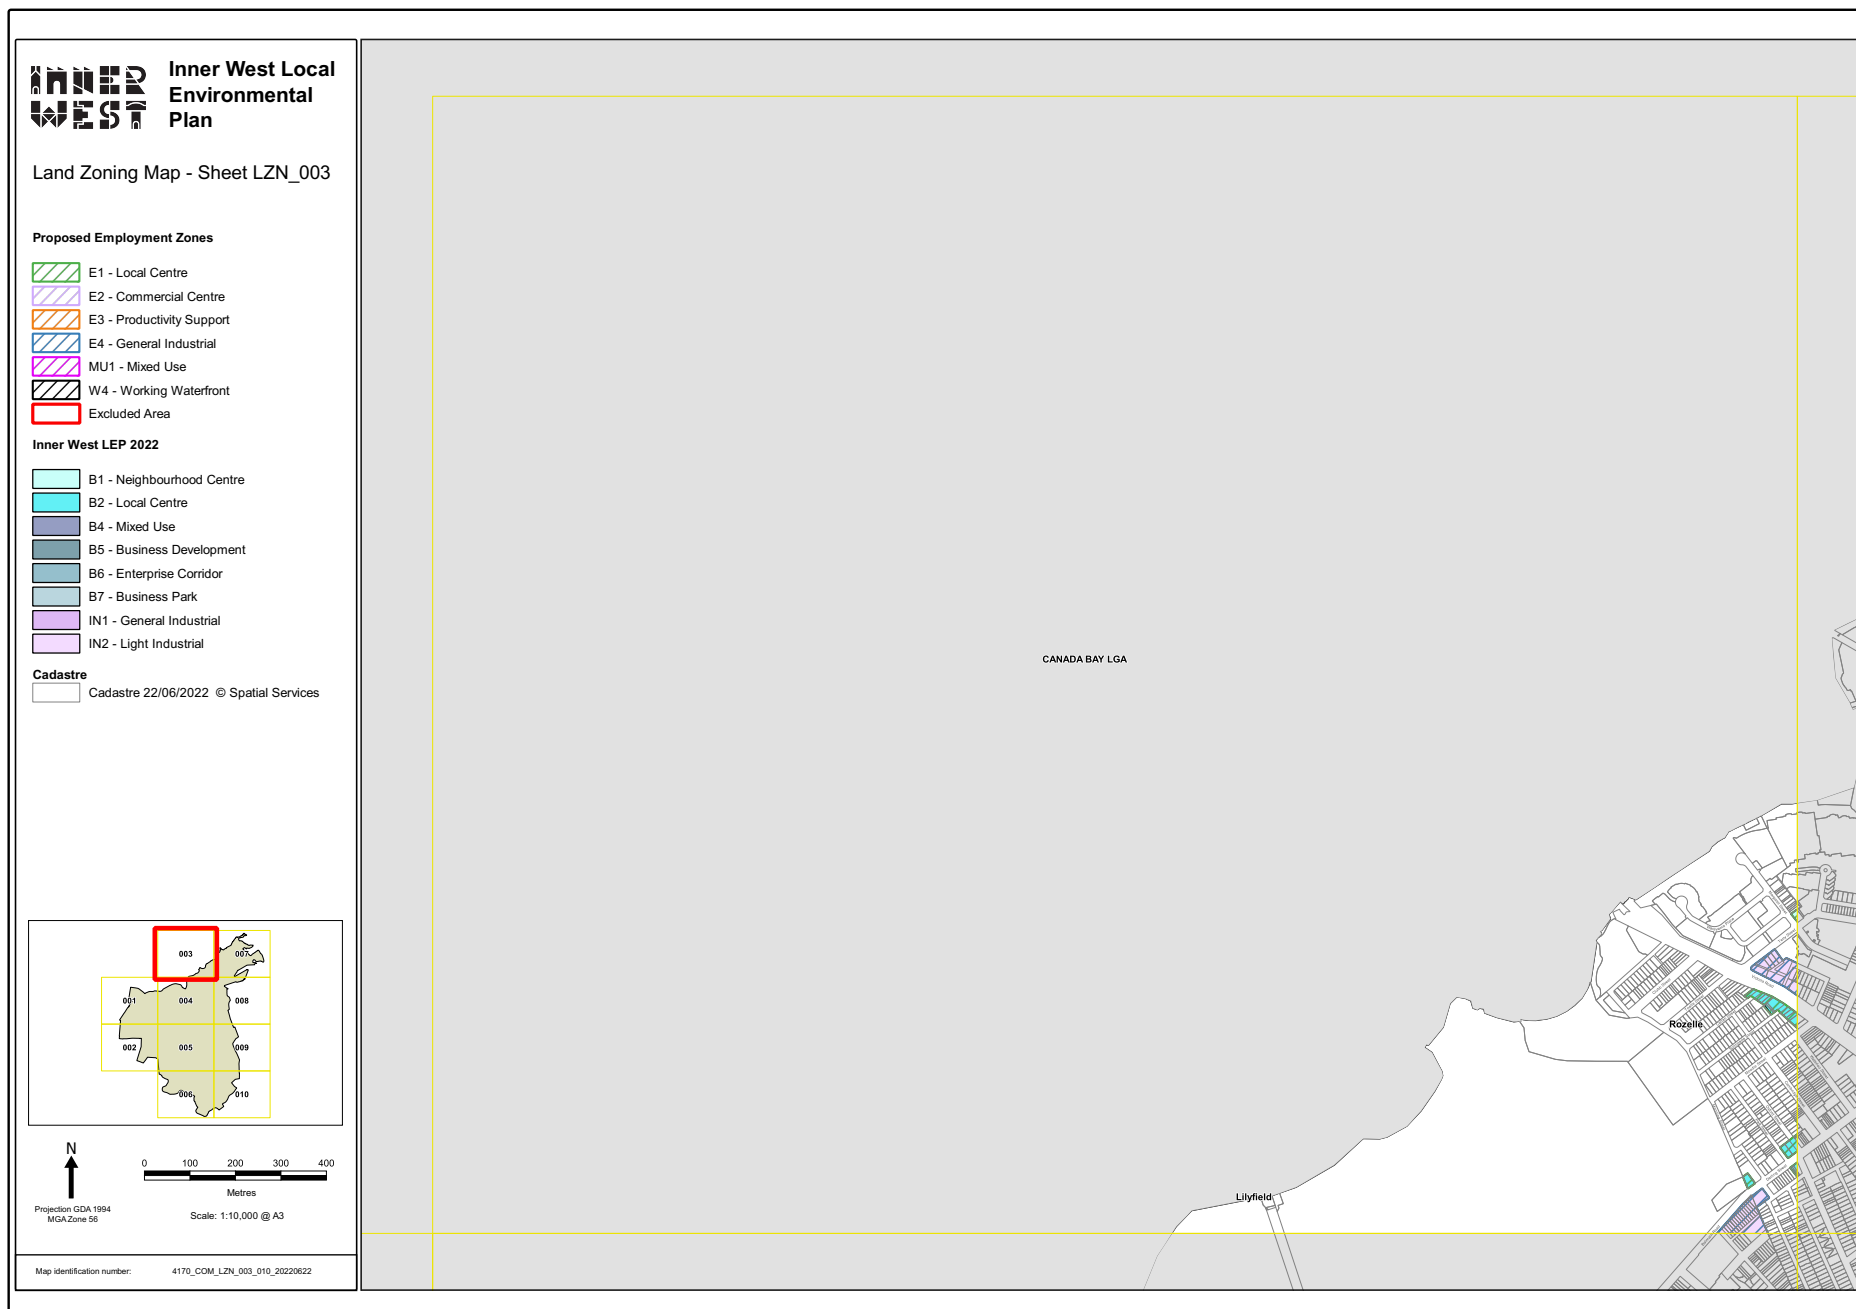 INNER
WEST
Inner West Local
Environmental
Plan
Land Zoning Map - Sheet LZN_003
Proposed Employment Zones
E1 - Local Centre
E2 - Commercial Centre
E3 - Productivity Support
E4 - General Industrial
MU1 - Mixed Use
W4 - Working Waterfront
Excluded Area
Inner West LEP 2022
B1 - Neighbourhood Centre
B2 - Local Centre
B4 - Mixed Use
B5 - Business Development
B6 - Enterprise Corridor
B7 - Business Park
IN1 - General Industrial
IN2 - Light Industrial
Cadastre
Cadastre 22/06/2022 © Spatial Services
003
007
001
004
008
002
005
009
006
010
N
Projection GDA 1994
MGA Zone 56
0 100 200 300 400
Metres
Scale: 1:10,000 @ A3
Map identification number: 4170_COM_LZN_003_010_20220622
CANADA BAY LGA
Rozelle
Lilyfield